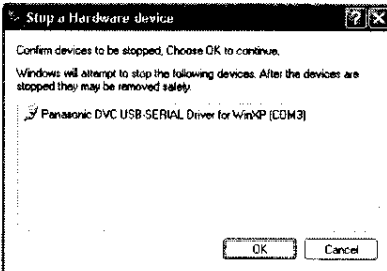 Stop a Hardware device
Confirm devices to be stopped, Choose OK to continue.
Windows will attempt to stop the following devices. After the devices are
stopped they may be removed safely.
Panasonic DVC USB-SERIAL Driver for WinXP (COM3)
OK Cancel